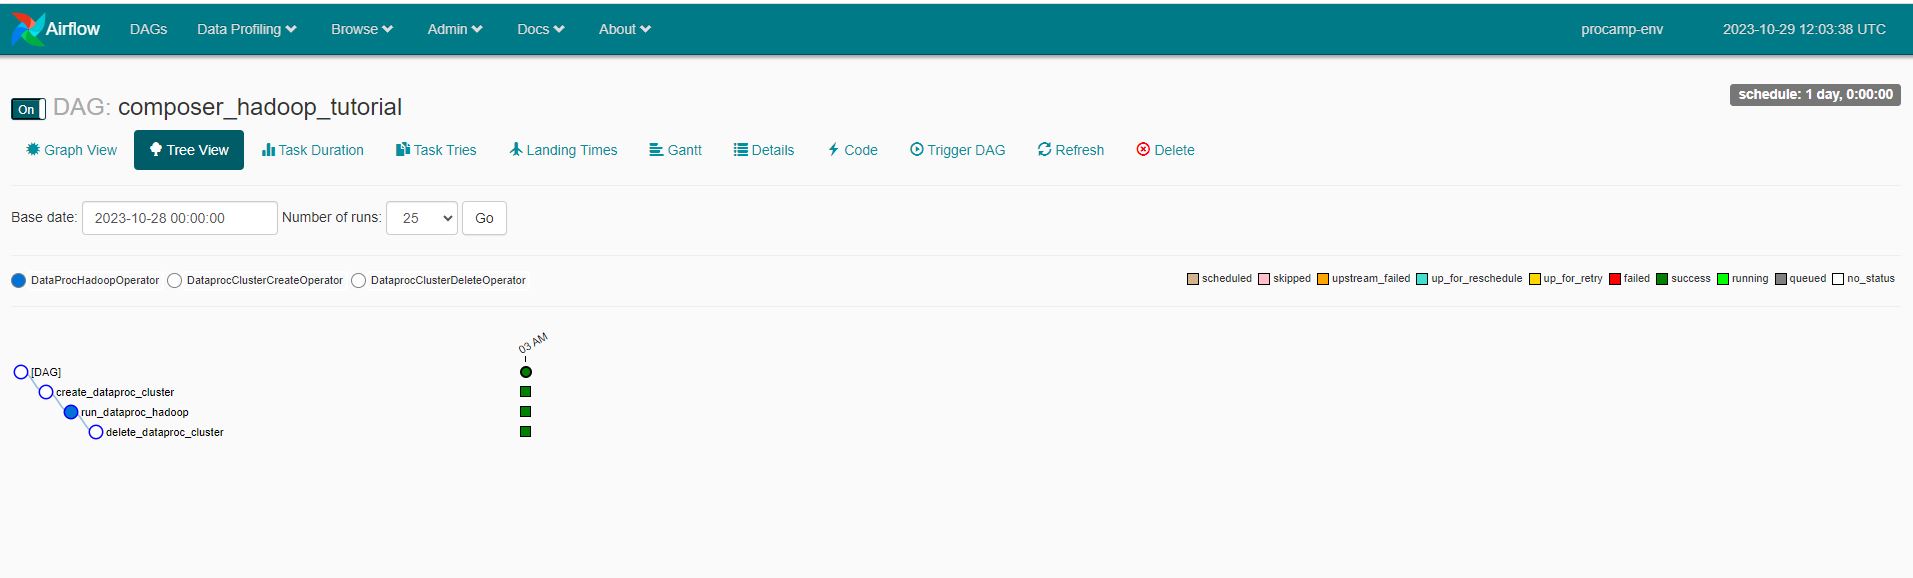 Airflow DAGs Data Profiling Browse Admin Docs About procamp-env 2023-10-29 12:03:38 UTC
On DAG: composer_hadoop_tutorial schedule: 1 day, 0:00:00
Graph View Tree View Task Duration Task Tries Landing Times Gantt Details Code Trigger DAG Refresh Delete
Base date: 2023-10-28 00:00:00 Number of runs: 25 Go
DataProcHadoopOperator DataprocClusterCreateOperator DataprocClusterDeleteOperator scheduled skipped upstream_failed up_for_reschedule up_for_retry failed success running queued no_status
03 AM
[DAG]
create_dataproc_cluster
run_dataproc_hadoop
delete_dataproc_cluster